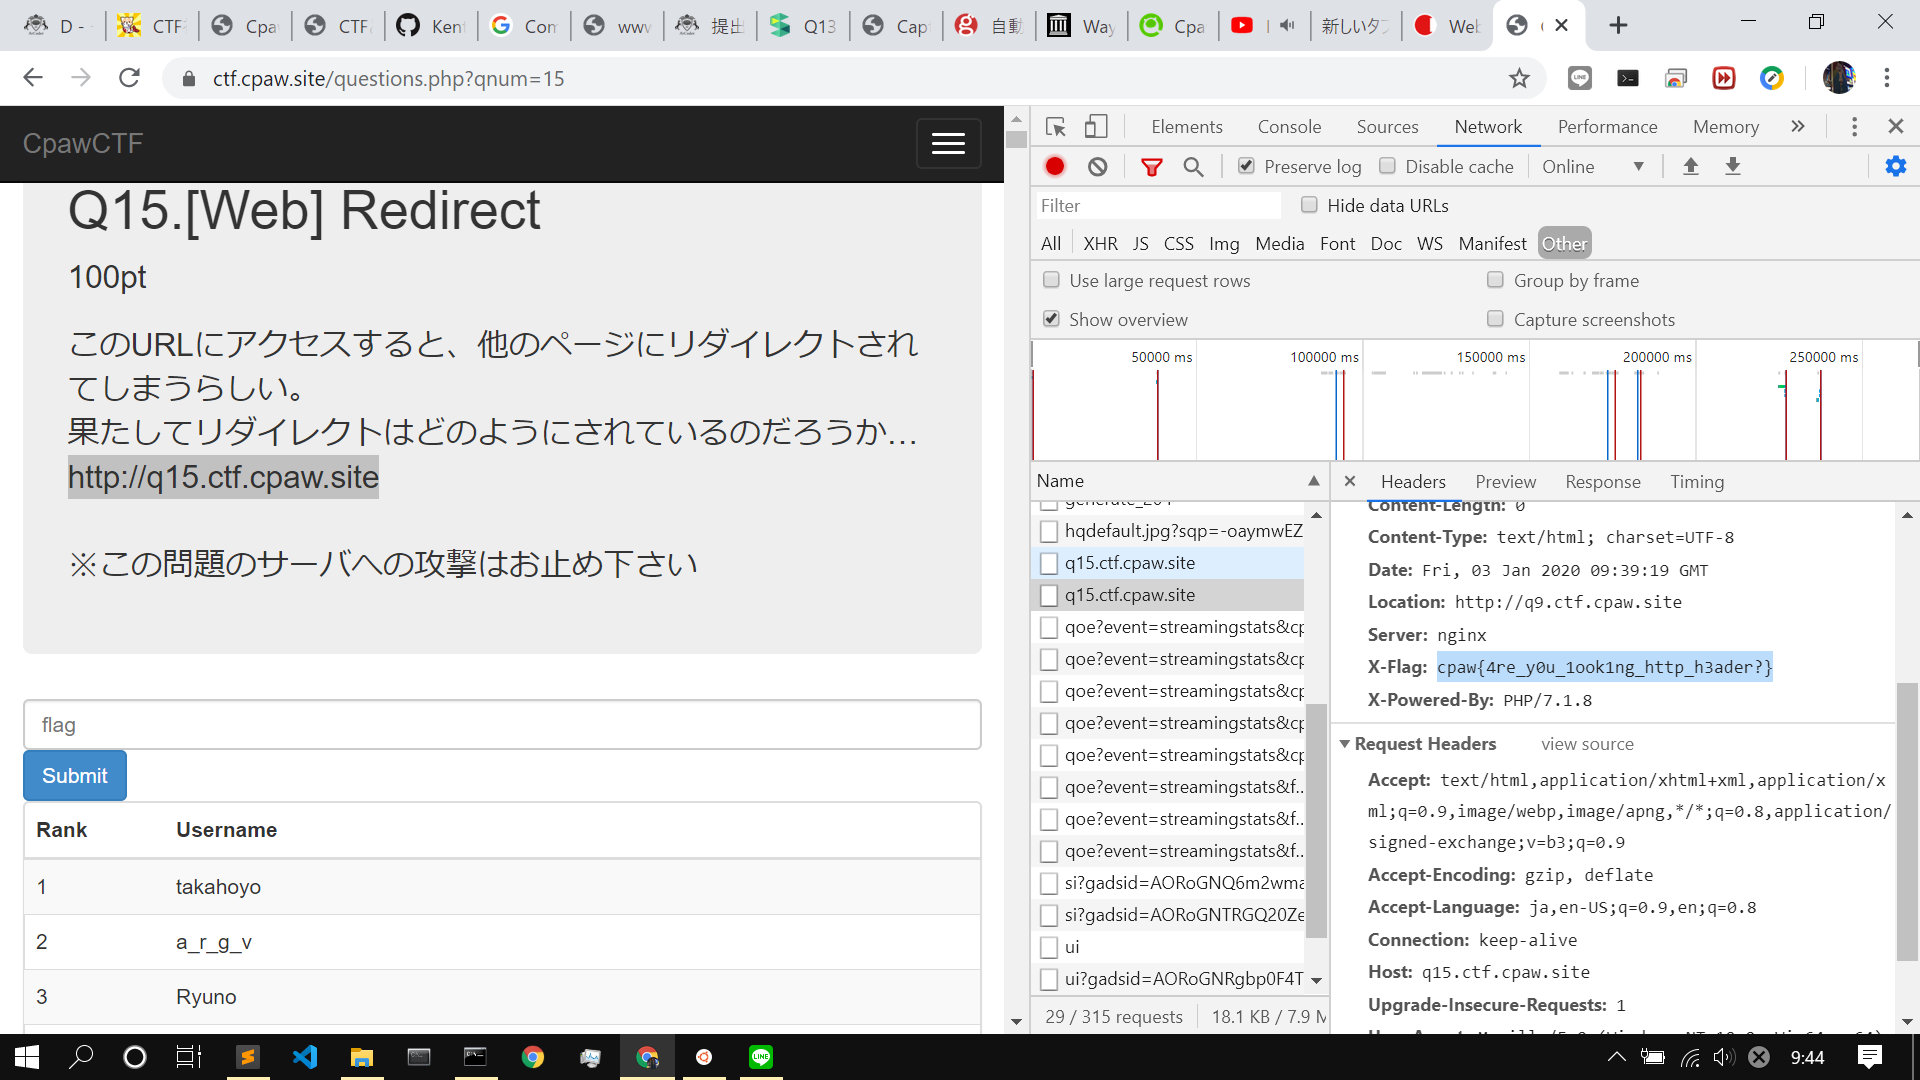 D -
CTF
Cpa
CTF
Kent
Com
www
提出
Q13
Cap
自動
Way
Cpa
新しいタブ
Web
ctf.cpaw.site/questions.php?qnum=15
CpawCTF
Q15.[Web] Redirect
100pt
このURLにアクセスすると、他のページにリダイレクトされ
てしまうらしい。
果たしてリダイレクトはどのようにされているのだろうか…
http://q15.ctf.cpaw.site
※この問題のサーバへの攻撃はお止め下さい
flag
Submit
Rank Username
1 takahoyo
2 a_r_g_v
3 Ryuno
Elements Console Sources Network Performance Memory
Preserve log Disable cache Online
Filter Hide data URLs
All XHR JS CSS Img Media Font Doc WS Manifest Other
Use large request rows Group by frame
Show overview Capture screenshots
50000 ms 100000 ms 150000 ms 200000 ms 250000 ms
Name
generate_204
hqdefault.jpg?sqp=-oaymwEZ
q15.ctf.cpaw.site
q15.ctf.cpaw.site
qoe?event=streamingstats&cp
qoe?event=streamingstats&cp
qoe?event=streamingstats&cp
qoe?event=streamingstats&cp
qoe?event=streamingstats&cp
qoe?event=streamingstats&f…
qoe?event=streamingstats&f…
qoe?event=streamingstats&f…
si?gadsid=AORoGNQ6m2wma
si?gadsid=AORoGNTRGQ20Ze
ui
ui?gadsid=AORoGNRgbp0F4T
29 / 315 requests 18.1 KB / 7.9 M
Headers Preview Response Timing
Content-Length: 0
Content-Type: text/html; charset=UTF-8
Date: Fri, 03 Jan 2020 09:39:19 GMT
Location: http://q9.ctf.cpaw.site
Server: nginx
X-Flag: cpaw{4re_y0u_1ook1ng_http_h3ader?}
X-Powered-By: PHP/7.1.8
Request Headers view source
Accept: text/html,application/xhtml+xml,application/x
ml;q=0.9,image/webp,image/apng,*/*;q=0.8,application/
signed-exchange;v=b3;q=0.9
Accept-Encoding: gzip, deflate
Accept-Language: ja,en-US;q=0.9,en;q=0.8
Connection: keep-alive
Host: q15.ctf.cpaw.site
Upgrade-Insecure-Requests: 1
9:44